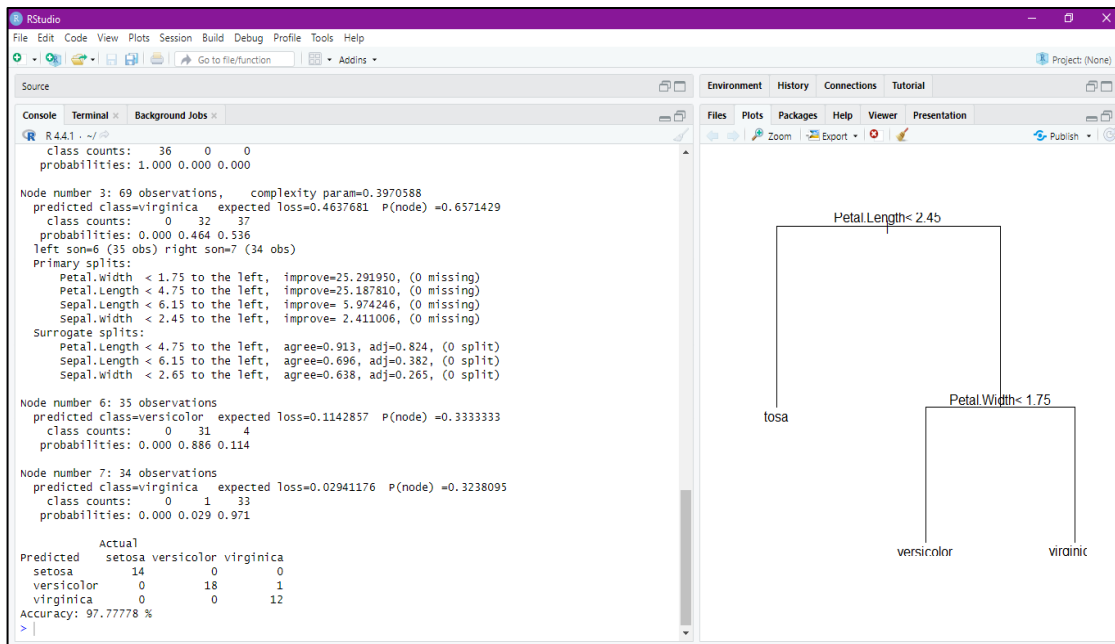 RStudio
File Edit Code View Plots Session Build Debug Profile Tools Help
Go to file/function
Addins
Project: (None)
Source
Console Terminal Background Jobs
R 4.4.1 · ~/
class counts: 36 0 0
probabilities: 1.000 0.000 0.000
Node number 3: 69 observations, complexity param=0.3970588
predicted class=virginica expected loss=0.4637681 P(node) =0.6571429
class counts: 0 32 37
probabilities: 0.000 0.464 0.536
left son=6 (35 obs) right son=7 (34 obs)
Primary splits:
Petal.Width < 1.75 to the left, improve=25.291950, (0 missing)
Petal.Length < 4.75 to the left, improve=25.187810, (0 missing)
Sepal.Length < 6.15 to the left, improve= 5.974246, (0 missing)
Sepal.Width < 2.45 to the left, improve= 2.411006, (0 missing)
Surrogate splits:
Petal.Length < 4.75 to the left, agree=0.913, adj=0.824, (0 split)
Sepal.Length < 6.15 to the left, agree=0.696, adj=0.382, (0 split)
Sepal.Width < 2.65 to the left, agree=0.638, adj=0.265, (0 split)
Node number 6: 35 observations
predicted class=versicolor expected loss=0.1142857 P(node) =0.3333333
class counts: 0 31 4
probabilities: 0.000 0.886 0.114
Node number 7: 34 observations
predicted class=virginica expected loss=0.02941176 P(node) =0.3238095
class counts: 0 1 33
probabilities: 0.000 0.029 0.971
Actual
Predicted setosa versicolor virginica
setosa 14 0 0
versicolor 0 18 1
virginica 0 0 12
Accuracy: 97.77778 %
>
Environment History Connections Tutorial
Files Plots Packages Help Viewer Presentation
Zoom Export Publish
Petal.Length< 2.45
Petal.Width< 1.75
tosa
versicolor
virginic